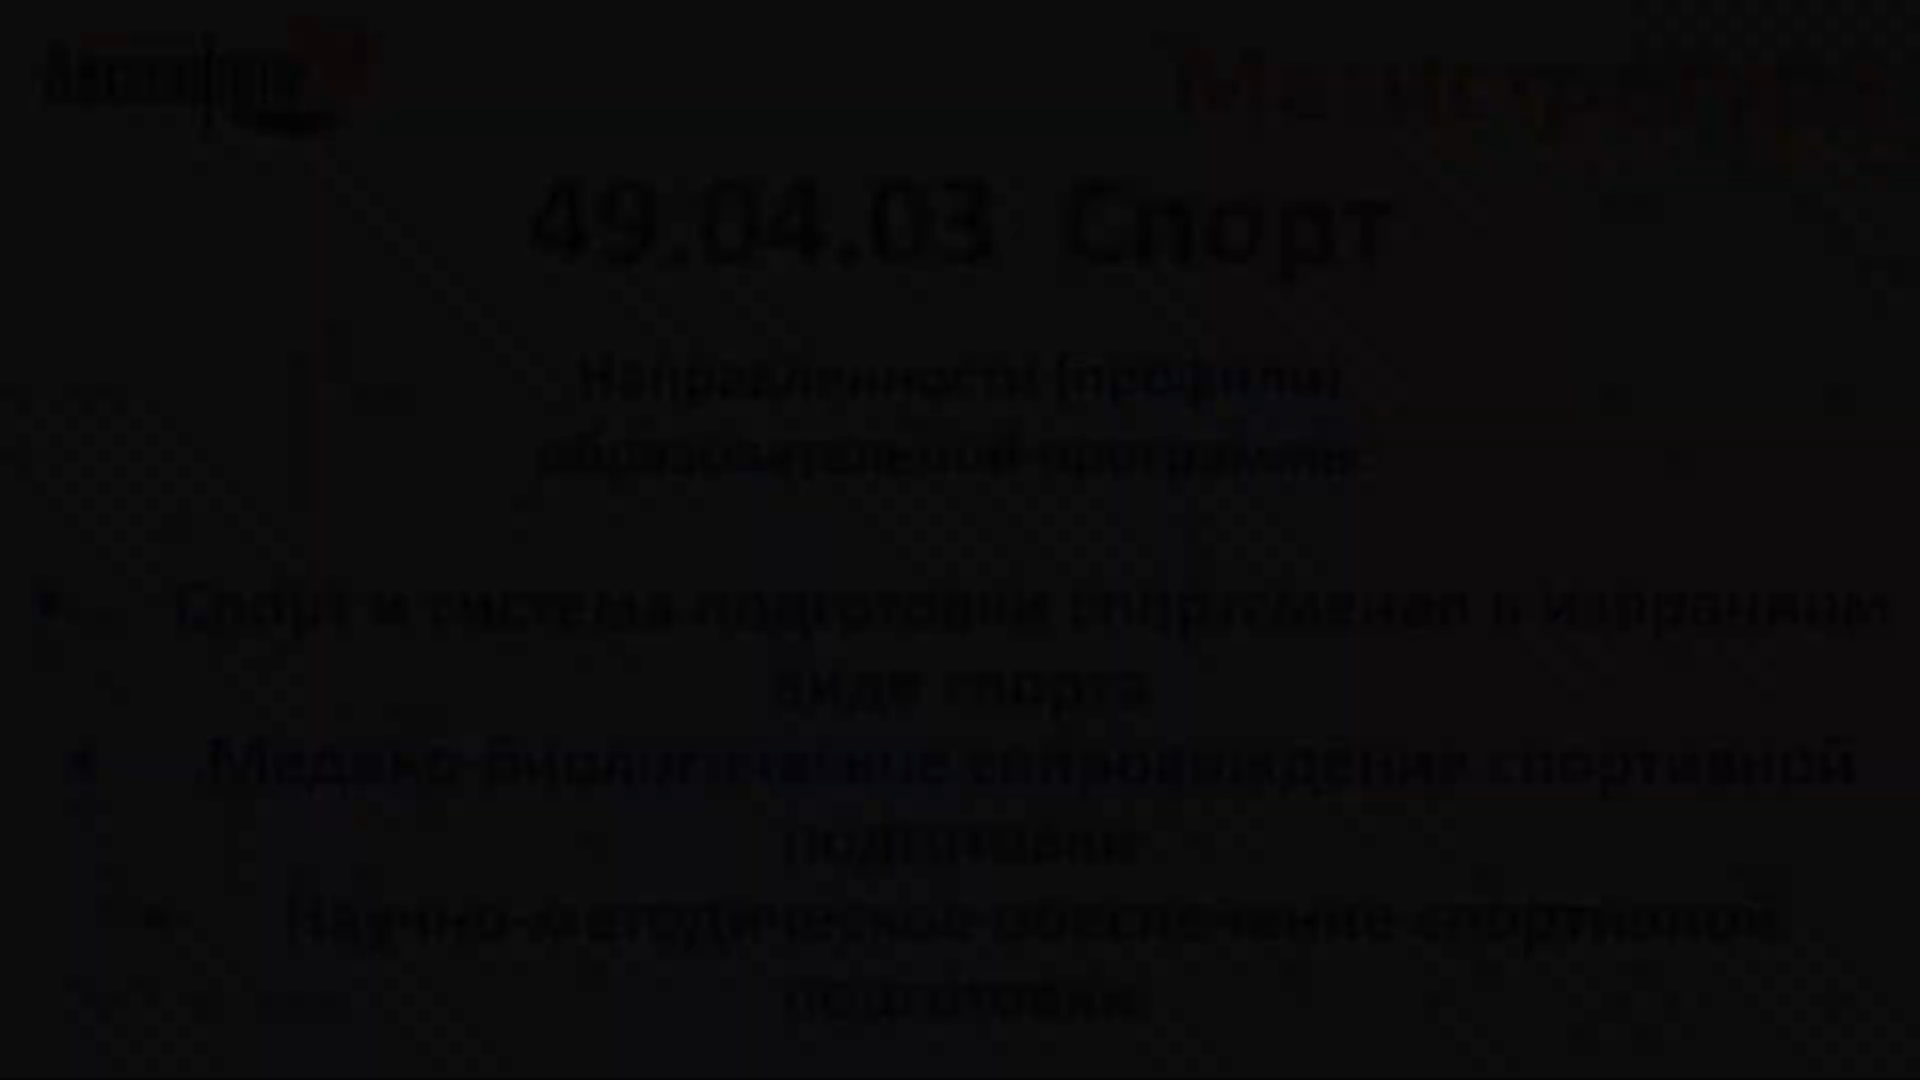 49.04.03 Спорт
Направленности (профили)
образовательной программы:
• Спорт и система подготовки спортсменов в избранном
виде спорта
• Медико-биологическое сопровождение спортивной
подготовки
• Научно-методическое обеспечение спортивной
подготовки